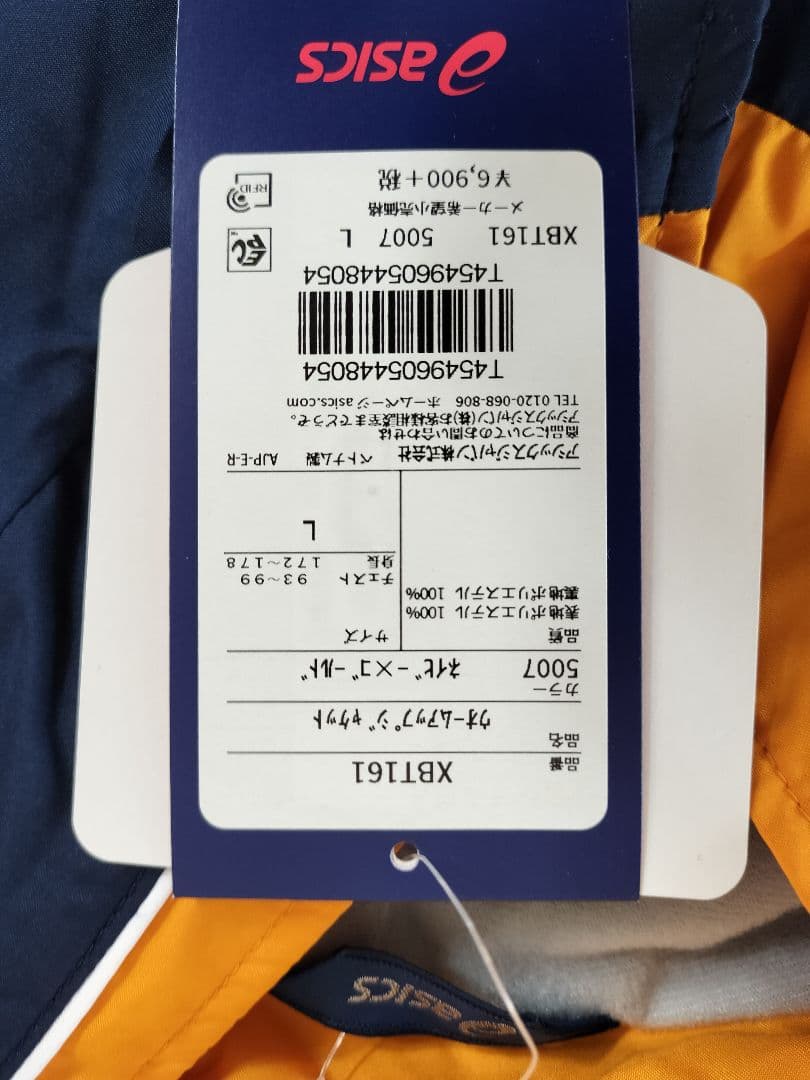 asics
品番 XBT161
品名
ウオームアップジャケット
カラー
5007 ネイビー×ゴールド
品質
表地 ポリエステル 100%
裏地 ポリエステル 100%
サイズ
チェスト 93~99
身長 172~178
L
アシックスジャパン株式会社 ベトナム製 AJP-E-R
商品についてのお問い合わせは
アシックスジャパン(株)お客様相談室までどうぞ。
TEL 0120-068-806 ホームページ asics.com
T4549605448054
T4549605448054
XBT161 5007 L
メーカー希望小売価格
¥6,900+税
RFID
asics